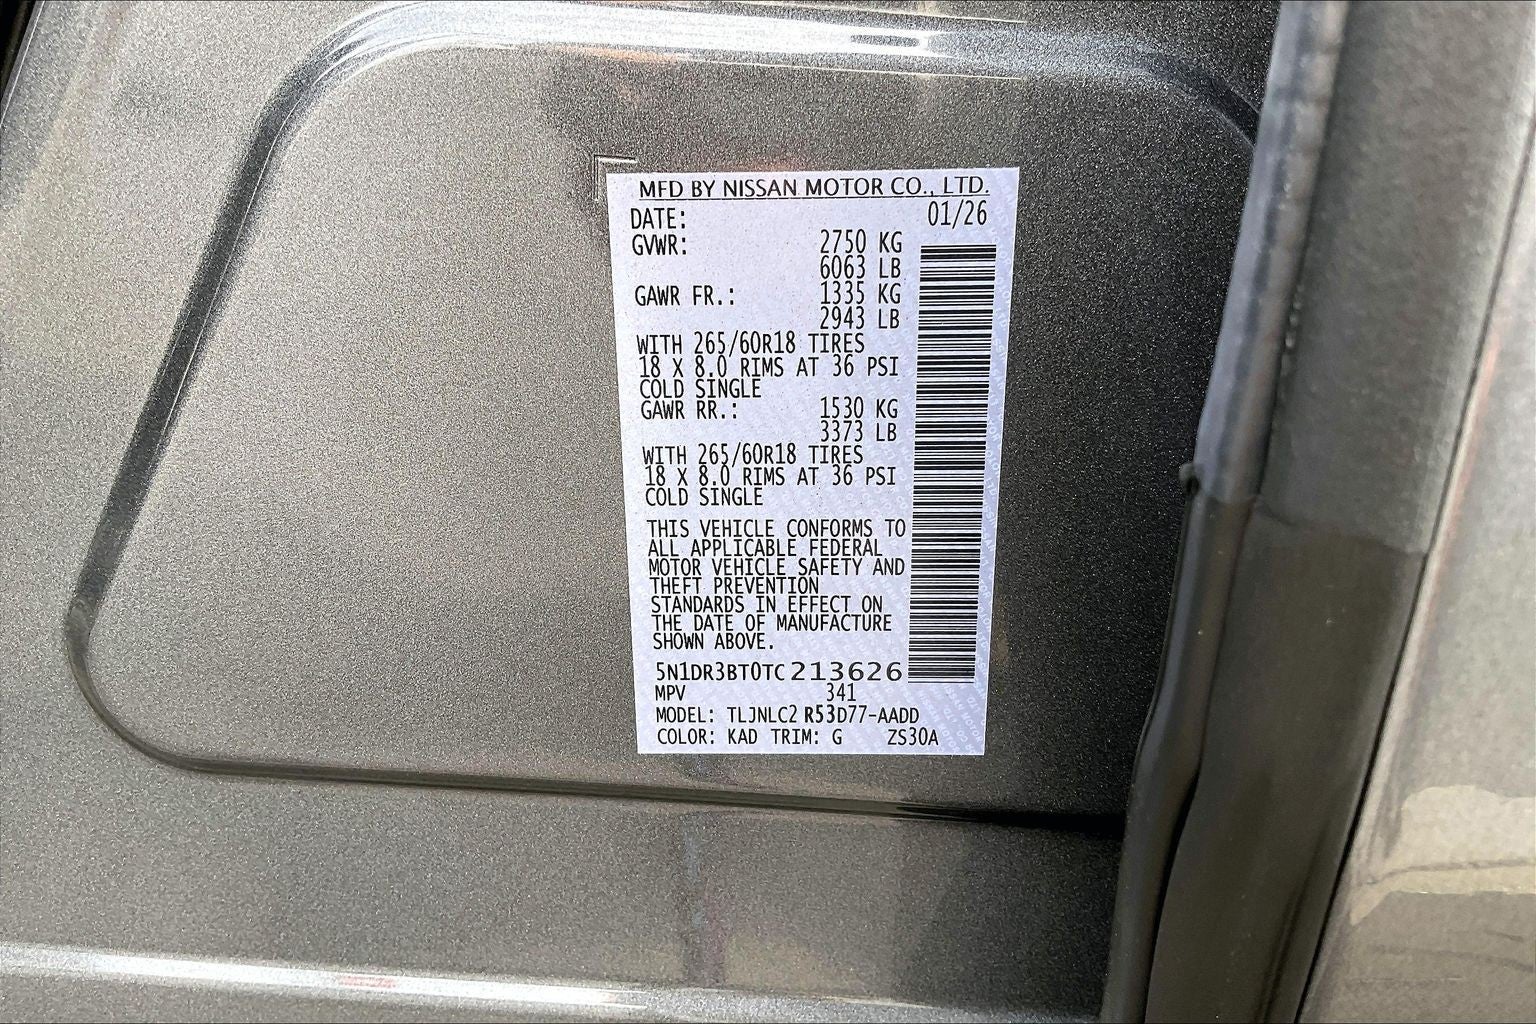 MFD BY NISSAN MOTOR CO., LTD.
DATE: 01/26
GVWR: 2750 KG
6063 LB
GAWR FR.: 1335 KG
2943 LB
WITH 265/60R18 TIRES
18 X 8.0 RIMS AT 36 PSI
COLD SINGLE
GAWR RR.: 1530 KG
3373 LB
WITH 265/60R18 TIRES
18 X 8.0 RIMS AT 36 PSI
COLD SINGLE
THIS VEHICLE CONFORMS TO
ALL APPLICABLE FEDERAL
MOTOR VEHICLE SAFETY AND
THEFT PREVENTION
STANDARDS IN EFFECT ON
THE DATE OF MANUFACTURE
SHOWN ABOVE.
5N1DR3BT0TC213626
MPV 341
MODEL: TLJNLC2 R53D77-AADD
COLOR: KAD TRIM: G ZS30A